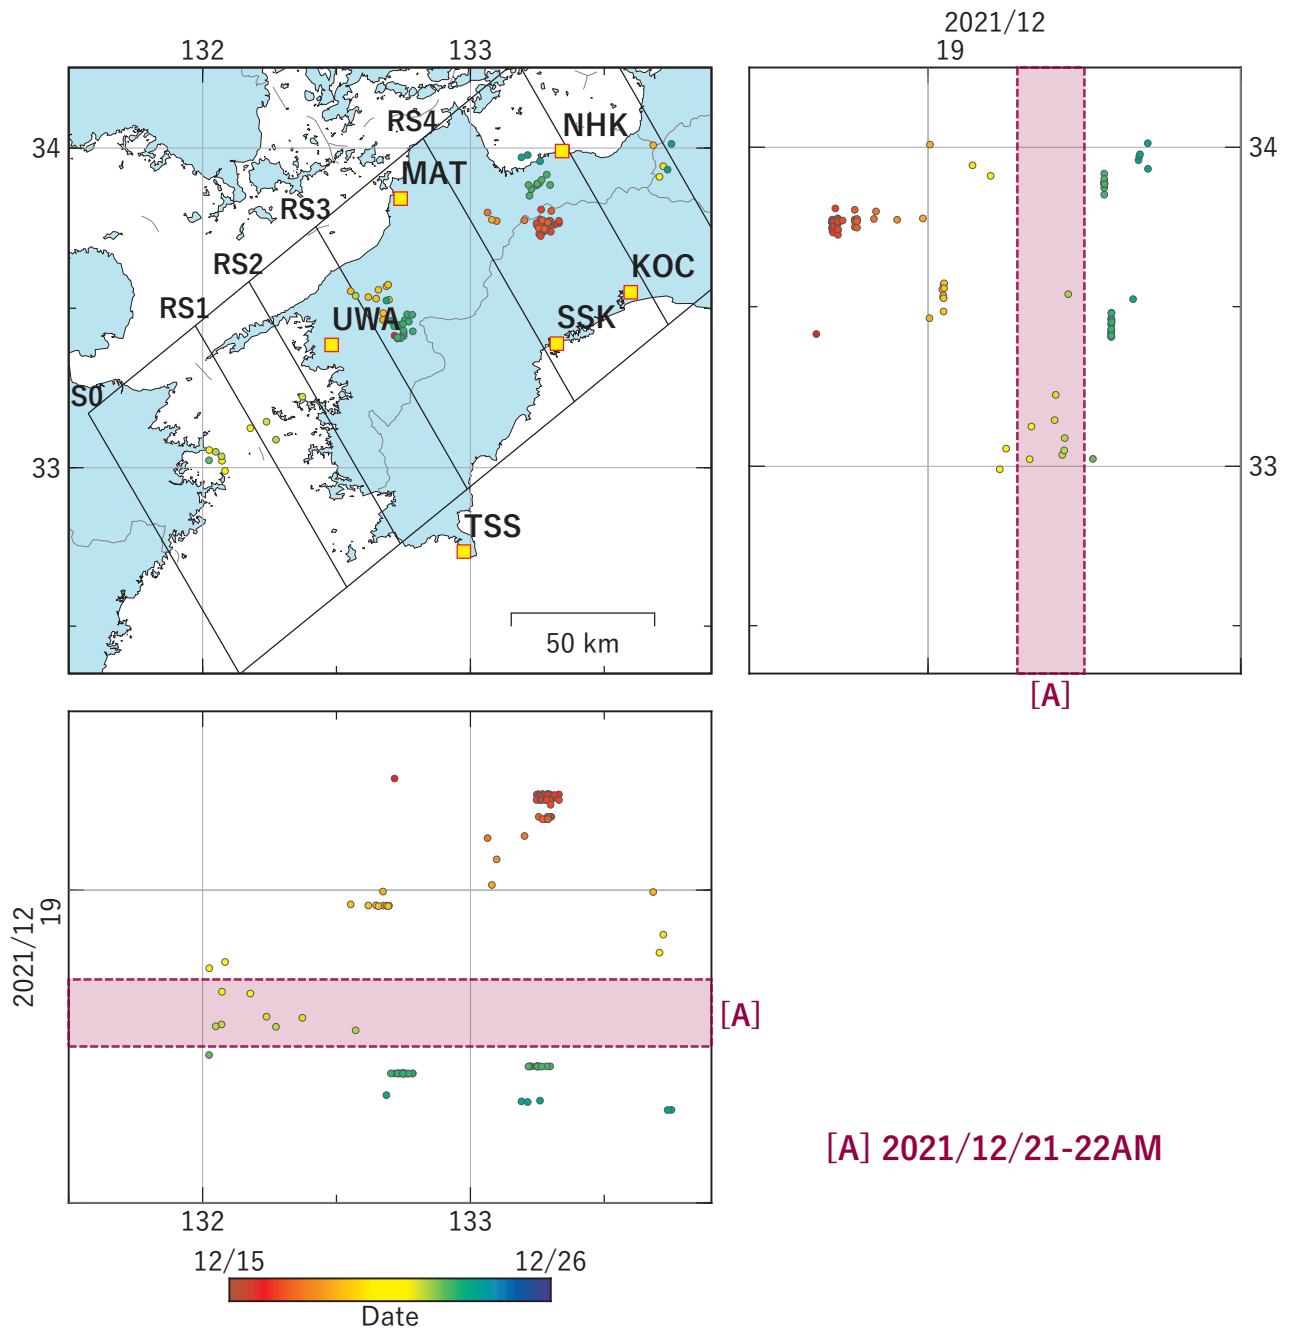 2021/12
132 133 19
RS4 NHK
34 34
MAT
RS3
RS2
KOC
RS1
SSK
UWA
S0
33 33
TSS
50 km
[A]
2021/12
19
[A]
[A] 2021/12/21-22AM
132 133
12/15 12/26
Date